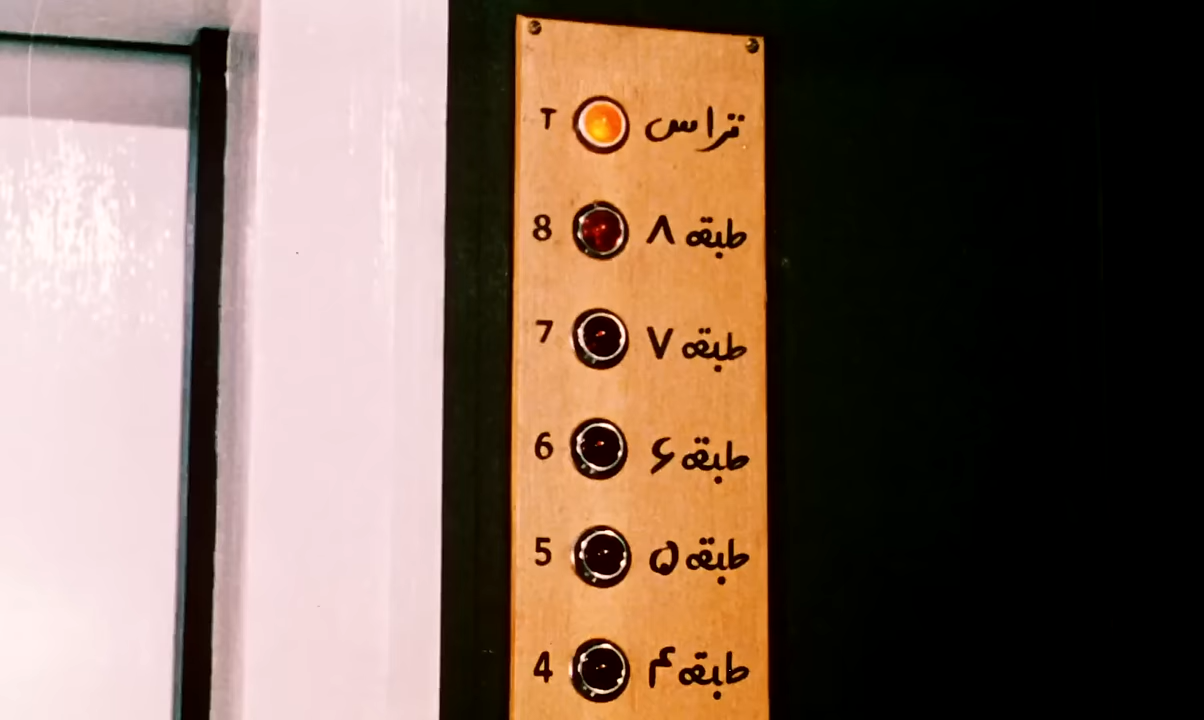 T تراس
8 طبقه ۸
7 طبقه ۷
6 طبقه ۶
5 طبقه ۵
4 طبقه ۴